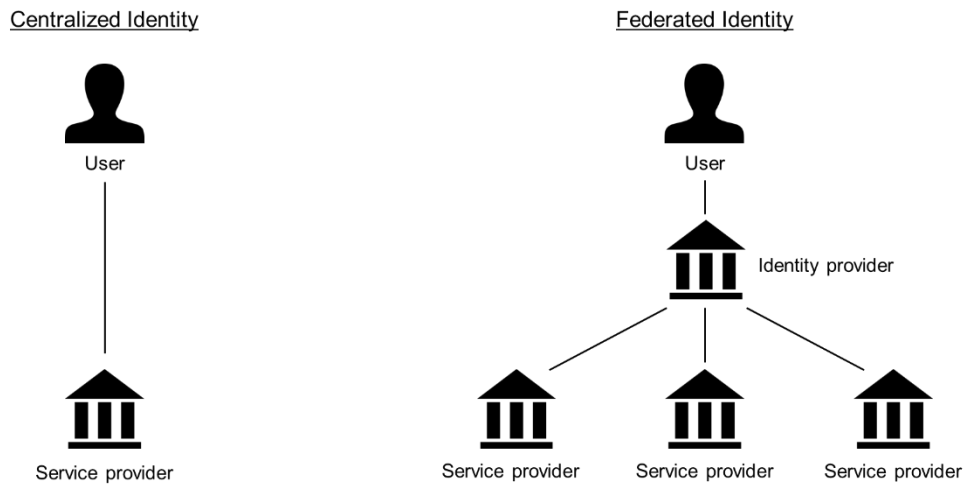 Centralized Identity
Federated Identity
User
User
Identity provider
Service provider
Service provider
Service provider
Service provider